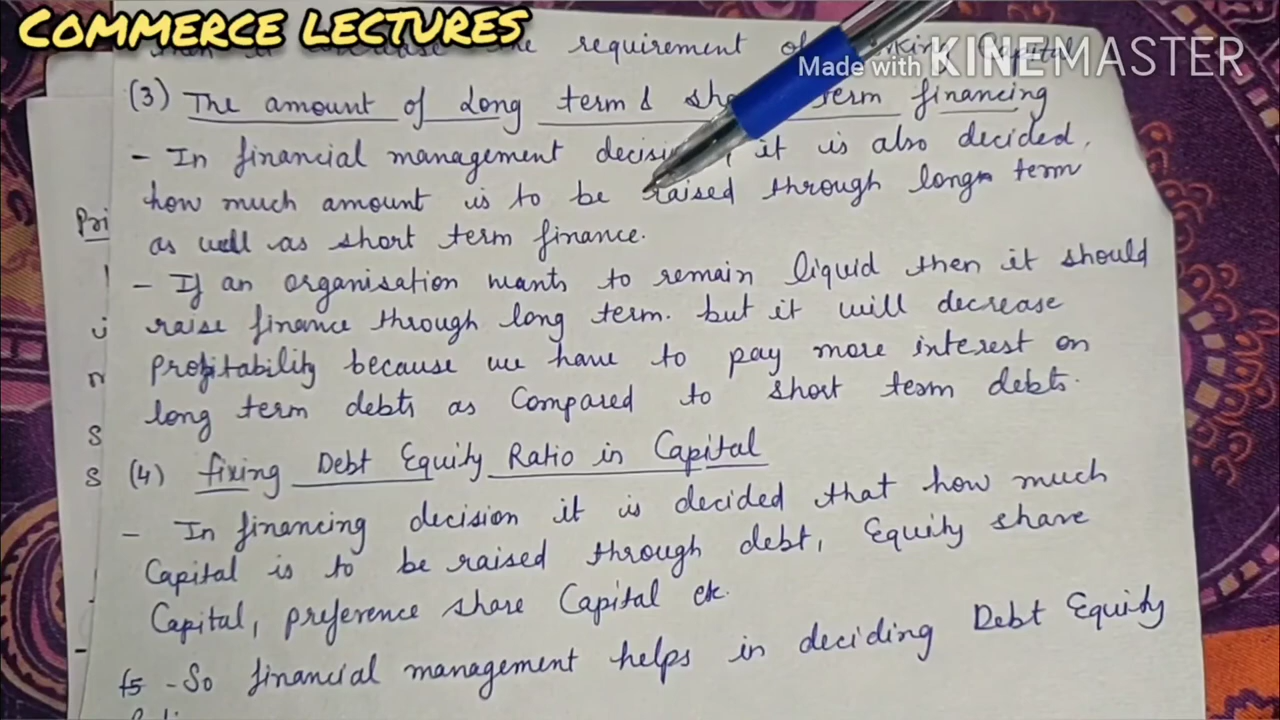 COMMERCE LECTURES
Made with KINEMASTER
the requirement of Capital
(3) The amount of Long term & term financing
- In financial management it is also decided,
how much amount is to be raised through long term
as well as short term finance.
- If an organisation wants to remain liquid then it should
raise finance through long term. but it will decrease
profitability because we have to pay more interest on
long term debts as Compared to short term debts.
(4) fixing Debt Equity Ratio in Capital
- In financing decision it is decided that how much
Capital is to be raised through debt, Equity share
Capital, preference share Capital etc.
- So financial management helps in deciding Debt Equity
Pri